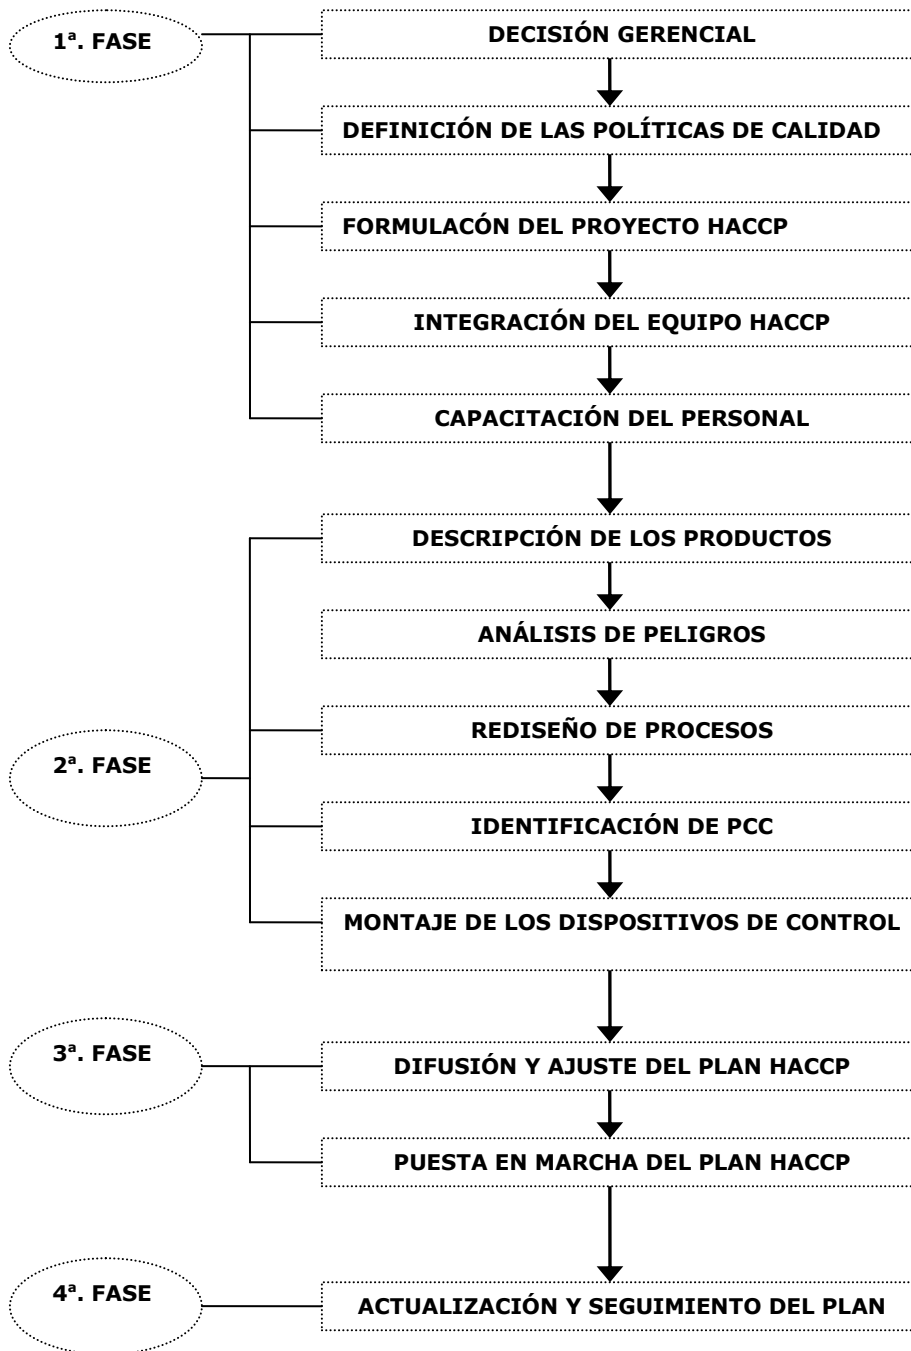 1ª. FASE
DECISIÓN GERENCIAL
DEFINICIÓN DE LAS POLÍTICAS DE CALIDAD
FORMULACÓN DEL PROYECTO HACCP
INTEGRACIÓN DEL EQUIPO HACCP
CAPACITACIÓN DEL PERSONAL
2ª. FASE
DESCRIPCIÓN DE LOS PRODUCTOS
ANÁLISIS DE PELIGROS
REDISEÑO DE PROCESOS
IDENTIFICACIÓN DE PCC
MONTAJE DE LOS DISPOSITIVOS DE CONTROL
3ª. FASE
DIFUSIÓN Y AJUSTE DEL PLAN HACCP
PUESTA EN MARCHA DEL PLAN HACCP
4ª. FASE
ACTUALIZACIÓN Y SEGUIMIENTO DEL PLAN